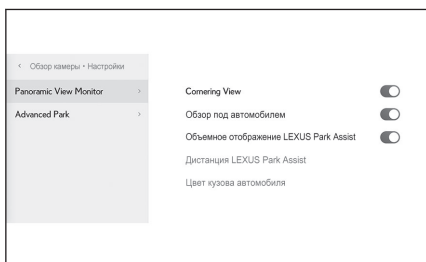 Обзор камеры • Настройки
Panoramic View Monitor
Advanced Park
Cornering View
Обзор под автомобилем
Объемное отображение LEXUS Park Assist
Дистанция LEXUS Park Assist
Цвет кузова автомобиля